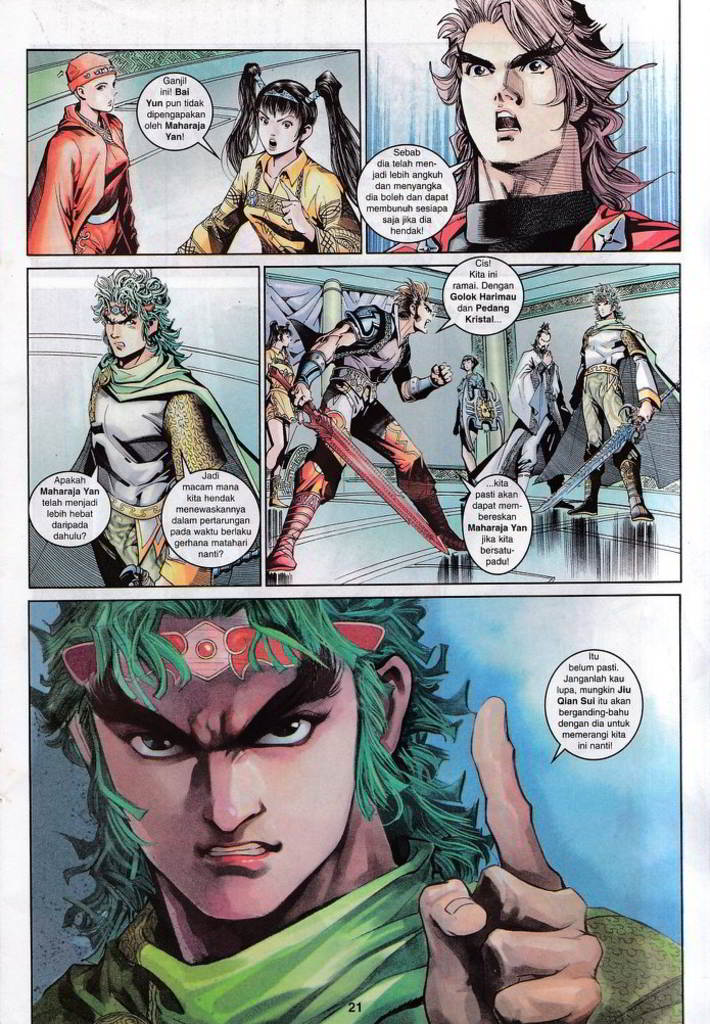 Ganjil
ini! Bai
Yun pun tidak
dipengapakan
oleh Maharaja
Yan!
Sebab
dia telah men-
jadi lebih angkuh
dan menyangka
dia boleh dan dapat
membunuh sesiapa
saja jika dia
hendak!
Apakah
Maharaja Yan
telah menjadi
lebih hebat
daripada
dahulu?
Jadi
macam mana
kita hendak
menewaskannya
dalam pertarungan
pada waktu berlaku
gerhana matahari
nanti?
Cis!
Kita ini
ramai. Dengan
Golok Harimau
dan Pedang
Kristal...
...kita
pasti akan
dapat mem-
bereskan
Maharaja Yan
jika kita
bersatu-
padu!
Itu
belum pasti.
Janganlah kau
lupa, mungkin Jiu
Qian Sui itu akan
berganding-bahu
dengan dia untuk
memerangi kita
ini nanti!
21